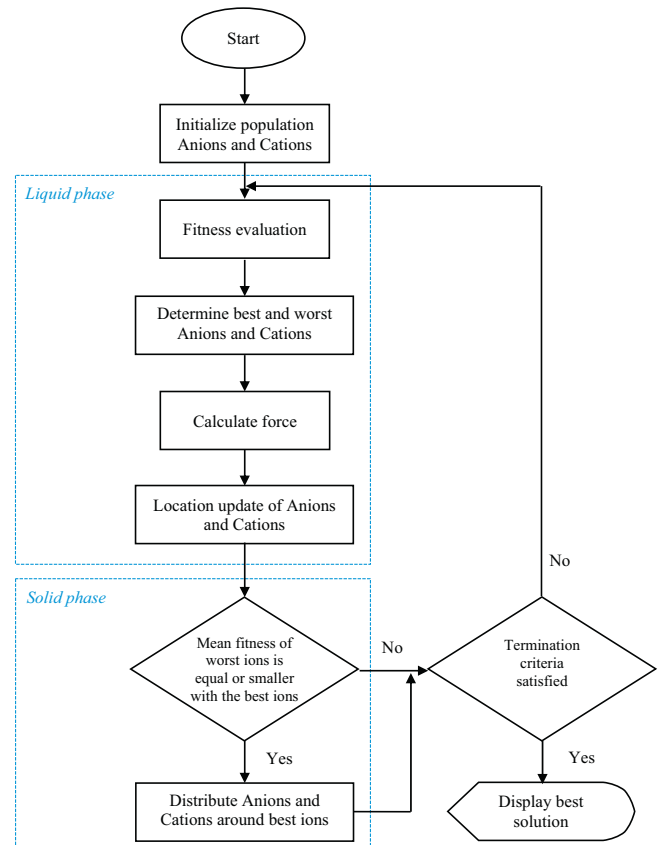 Start
Initialize population
Anions and Cations
Liquid phase
Fitness evaluation
Determine best and worst
Anions and Cations
Calculate force
Location update of Anions
and Cations
Solid phase
Mean fitness of
worst ions is
equal or smaller
with the best ions
No
Yes
Distribute Anions and
Cations around best ions
No
Termination
criteria
satisfied
Yes
Display best
solution